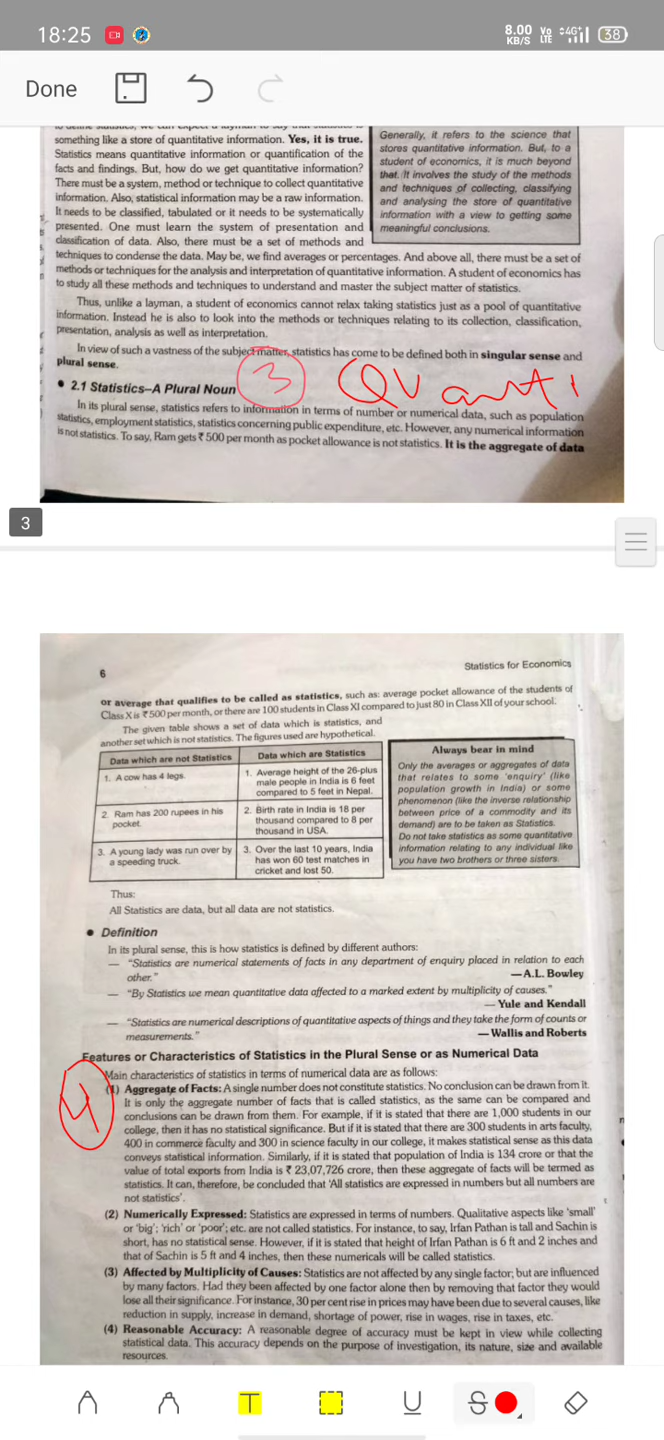 18:25
8.00 KB/S Vo LTE 4G+ 38
Done
something like a store of quantitative information. Yes, it is true.
Statistics means quantitative information or quantification of the
facts and findings. But, how do we get quantitative information?
There must be a system, method or technique to collect quantitative
information. Also, statistical information may be a raw information.
It needs to be classified, tabulated or it needs to be systematically
presented. One must learn the system of presentation and
classification of data. Also, there must be a set of methods and
Generally, it refers to the science that
stores quantitative information. But, to a
student of economics, it is much beyond
that. It involves the study of the methods
and techniques of collecting, classifying
and analysing the store of quantitative
information with a view to getting some
meaningful conclusions.
techniques to condense the data. May be, we find averages or percentages. And above all, there must be a set of
methods or techniques for the analysis and interpretation of quantitative information. A student of economics has
to study all these methods and techniques to understand and master the subject matter of statistics.
Thus, unlike a layman, a student of economics cannot relax taking statistics just as a pool of quantitative
information. Instead he is also to look into the methods or techniques relating to its collection, classification,
presentation, analysis as well as interpretation.
In view of such a vastness of the subject matter, statistics has come to be defined both in singular sense and
plural sense.
3 Quanti
• 2.1 Statistics–A Plural Noun
In its plural sense, statistics refers to information in terms of number or numerical data, such as population
statistics, employment statistics, statistics concerning public expenditure, etc. However, any numerical information
is not statistics. To say, Ram gets ₹ 500 per month as pocket allowance is not statistics. It is the aggregate of data
3
6
Statistics for Economics
or average that qualifies to be called as statistics, such as: average pocket allowance of the students of
Class X is ₹ 500 per month, or there are 100 students in Class XI compared to just 80 in Class XII of your school.
The given table shows a set of data which is statistics, and
another set which is not statistics. The figures used are hypothetical.
Data which are not Statistics Data which are Statistics
1. A cow has 4 legs. 1. Average height of the 26-plus
male people in India is 6 feet
compared to 5 feet in Nepal.
2. Ram has 200 rupees in his 2. Birth rate in India is 18 per
pocket. thousand compared to 8 per
thousand in USA.
3. A young lady was run over by 3. Over the last 10 years, India
a speeding truck. has won 60 test matches in
cricket and lost 50.
Always bear in mind
Only the averages or aggregates of data
that relates to some 'enquiry' (like
population growth in India) or some
phenomenon (like the inverse relationship
between price of a commodity and its
demand) are to be taken as Statistics.
Do not take statistics as some quantitative
information relating to any individual like
you have two brothers or three sisters.
Thus:
All Statistics are data, but all data are not statistics.
• Definition
In its plural sense, this is how statistics is defined by different authors:
— "Statistics are numerical statements of facts in any department of enquiry placed in relation to each
other." —A.L. Bowley
— "By Statistics we mean quantitative data affected to a marked extent by multiplicity of causes."
— Yule and Kendall
— "Statistics are numerical descriptions of quantitative aspects of things and they take the form of counts or
measurements." — Wallis and Roberts
Features or Characteristics of Statistics in the Plural Sense or as Numerical Data
4
Main characteristics of statistics in terms of numerical data are as follows:
(1) Aggregate of Facts: A single number does not constitute statistics. No conclusion can be drawn from it.
It is only the aggregate number of facts that is called statistics, as the same can be compared and
conclusions can be drawn from them. For example, if it is stated that there are 1,000 students in our
college, then it has no statistical significance. But if it is stated that there are 300 students in arts faculty,
400 in commerce faculty and 300 in science faculty in our college, it makes statistical sense as this data
conveys statistical information. Similarly, if it is stated that population of India is 134 crore or that the
value of total exports from India is ₹ 23,07,726 crore, then these aggregate of facts will be termed as
statistics. It can, therefore, be concluded that 'All statistics are expressed in numbers but all numbers are
not statistics'.
(2) Numerically Expressed: Statistics are expressed in terms of numbers. Qualitative aspects like 'small'
or 'big'; 'rich' or 'poor'; etc. are not called statistics. For instance, to say, Irfan Pathan is tall and Sachin is
short, has no statistical sense. However, if it is stated that height of Irfan Pathan is 6 ft and 2 inches and
that of Sachin is 5 ft and 4 inches, then these numericals will be called statistics.
(3) Affected by Multiplicity of Causes: Statistics are not affected by any single factor; but are influenced
by many factors. Had they been affected by one factor alone then by removing that factor they would
lose all their significance. For instance, 30 per cent rise in prices may have been due to several causes, like
reduction in supply, increase in demand, shortage of power, rise in wages, rise in taxes, etc.
(4) Reasonable Accuracy: A reasonable degree of accuracy must be kept in view while collecting
statistical data. This accuracy depends on the purpose of investigation, its nature, size and available
resources.
T U S